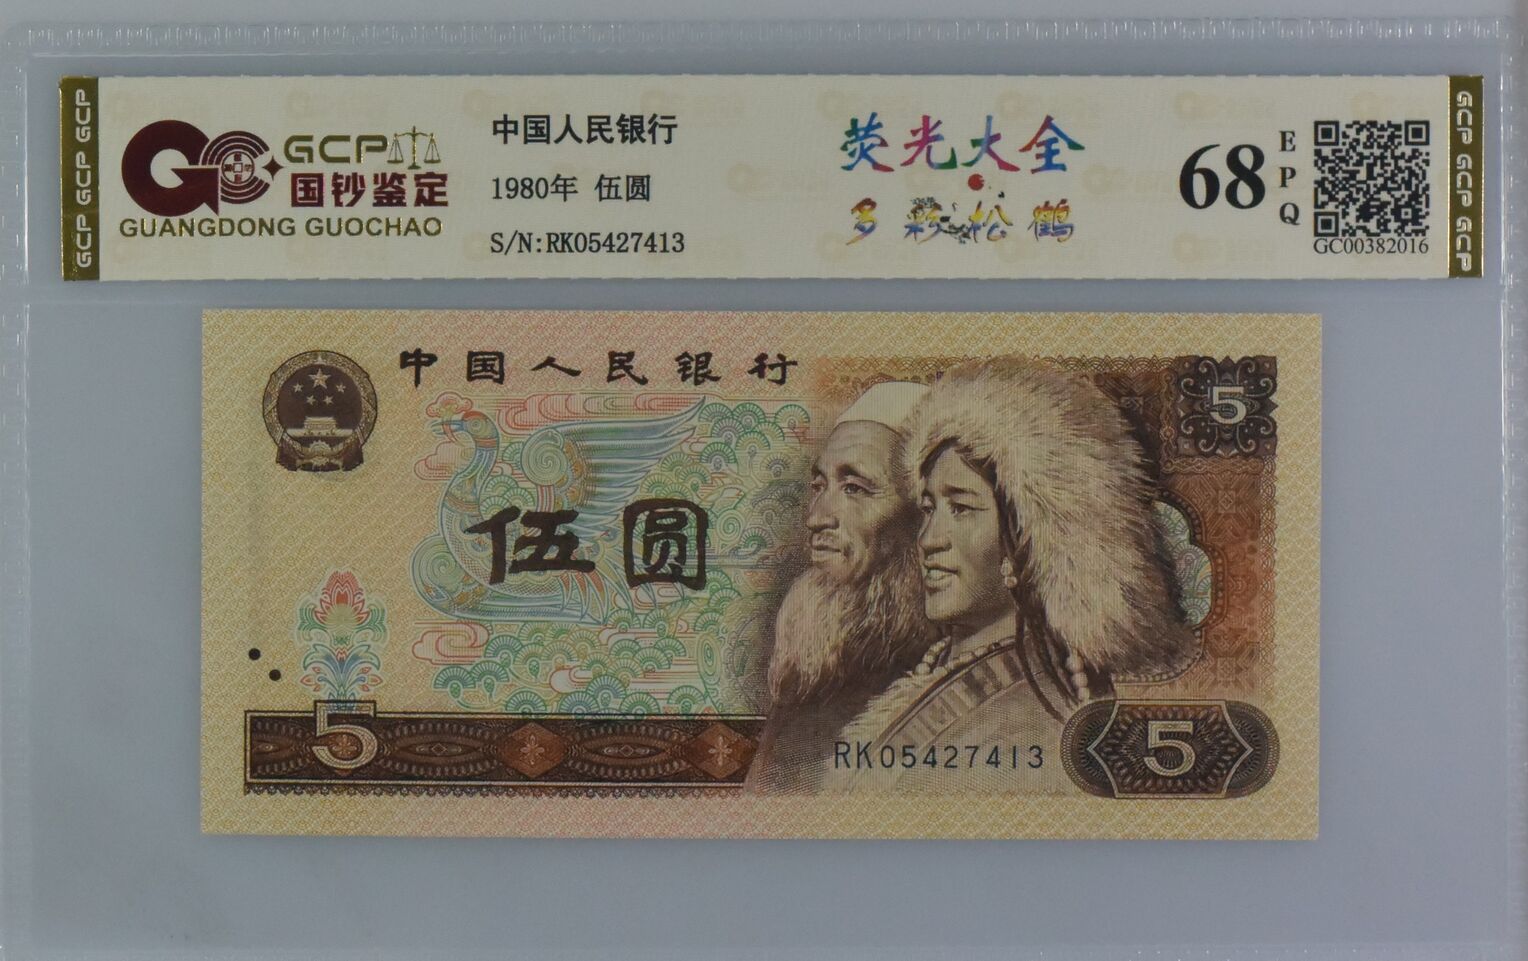 GCP GCP GCP
GCP
国钞鉴定
GUANGDONG GUOCHAO
中国人民银行
1980年 伍圆
S/N:RK05427413
荧光大全
多彩松鹤
68
EPQ
GC00382016
GCP GCP GCP
中国人民银行
5
伍圆
5
RK05427413
5